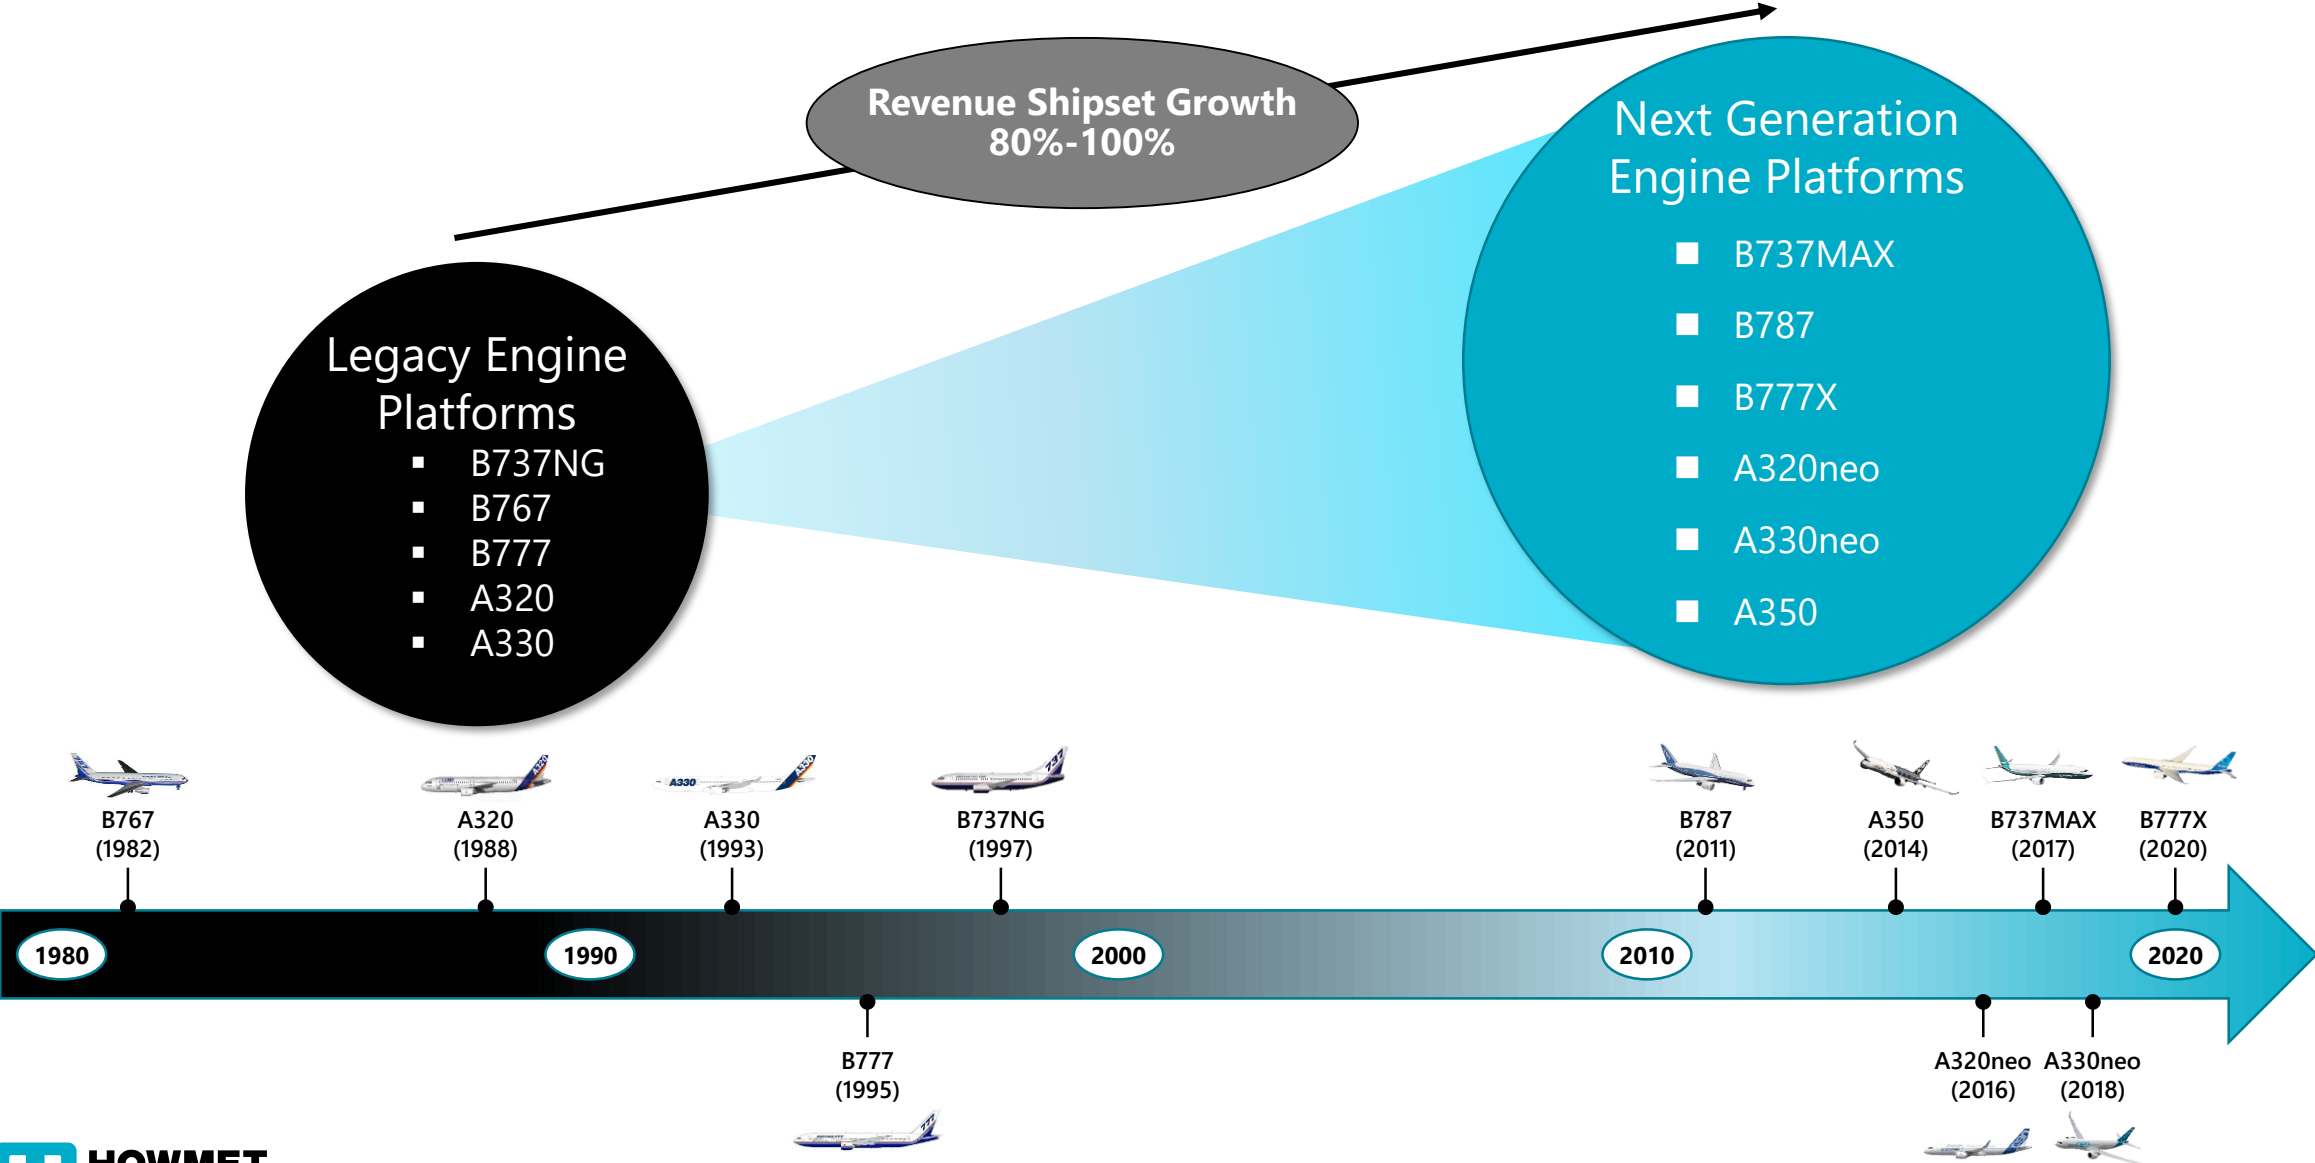 Revenue Shipset Growth
80%-100%
Next Generation
Engine Platforms
B737MAX
B787
B777X
A320neo
A330neo
A350
Legacy Engine
Platforms
B737NG
B767
B777
A320
A330
B767
(1982)
A320
(1988)
A330
(1993)
B737NG
(1997)
B787
(2011)
A350
(2014)
B737MAX
(2017)
B777X
(2020)
1980
1990
2000
2010
2020
B777
(1995)
A320neo
(2016)
A330neo
(2018)
HOWMET